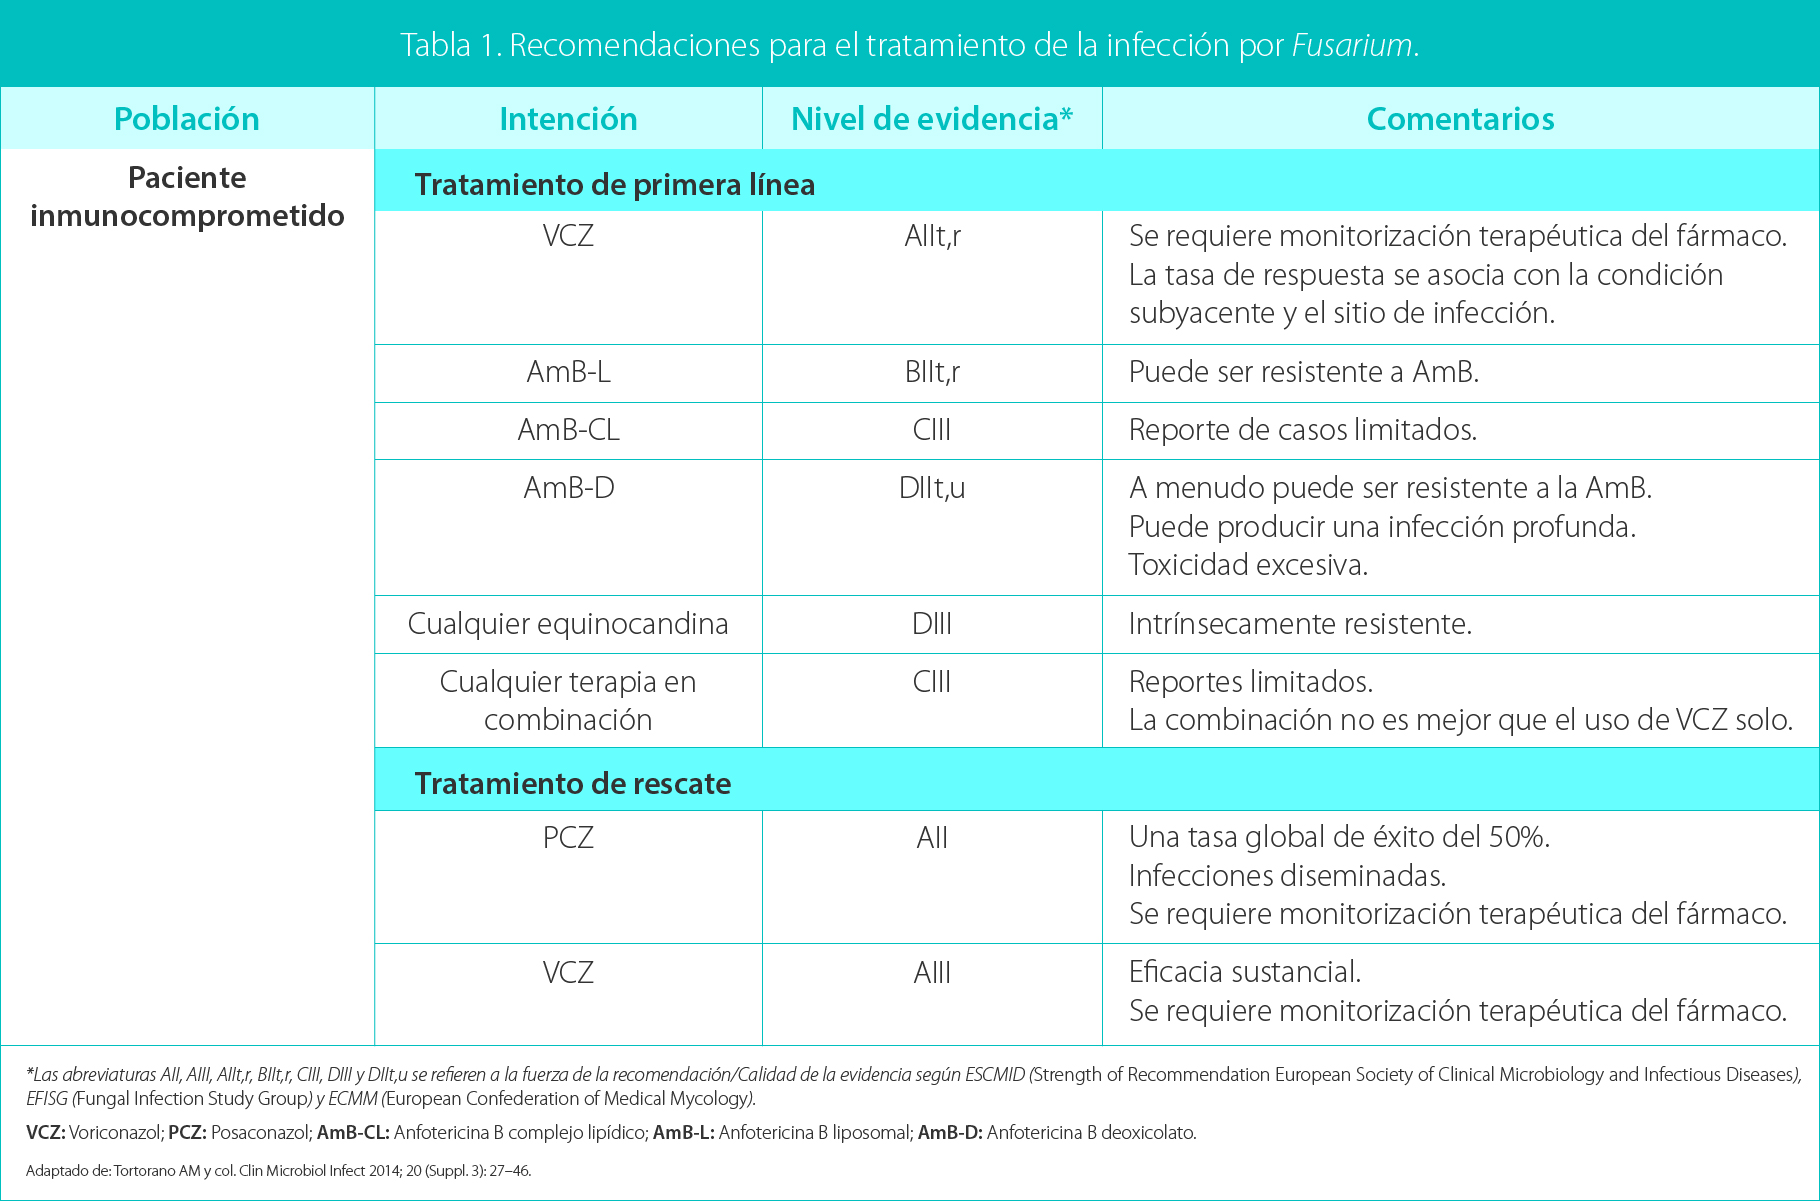 Tabla 1. Recomendaciones para el tratamiento de la infección por Fusarium.
Población
Intención
Nivel de evidencia*
Comentarios
Paciente
inmunocomprometido
Tratamiento de primera línea
VCZ
AIIt,r
Se requiere monitorización terapéutica del fármaco.
La tasa de respuesta se asocia con la condición
subyacente y el sitio de infección.
AmB-L
BIIt,r
Puede ser resistente a AmB.
AmB-CL
CIII
Reporte de casos limitados.
AmB-D
DIIt,u
A menudo puede ser resistente a la AmB.
Puede producir una infección profunda.
Toxicidad excesiva.
Cualquier equinocandina
DIII
Intrínsecamente resistente.
Cualquier terapia en
combinación
CIII
Reportes limitados.
La combinación no es mejor que el uso de VCZ solo.
Tratamiento de rescate
PCZ
AII
Una tasa global de éxito del 50%.
Infecciones diseminadas.
Se requiere monitorización terapéutica del fármaco.
VCZ
AIII
Eficacia sustancial.
Se requiere monitorización terapéutica del fármaco.
*Las abreviaturas AII, AIII, AIIt,r, BIIt,r, CIII, DIII y DIIt,u se refieren a la fuerza de la recomendación/Calidad de la evidencia según ESCMID (Strength of Recommendation European Society of Clinical Microbiology and Infectious Diseases),
EFISG (Fungal Infection Study Group) y ECMM (European Confederation of Medical Mycology).
VCZ: Voriconazol; PCZ: Posaconazol; AmB-CL: Anfotericina B complejo lipídico; AmB-L: Anfotericina B liposomal; AmB-D: Anfotericina B deoxicolato.
Adaptado de: Tortorano AM y col. Clin Microbiol Infect 2014; 20 (Suppl. 3): 27–46.